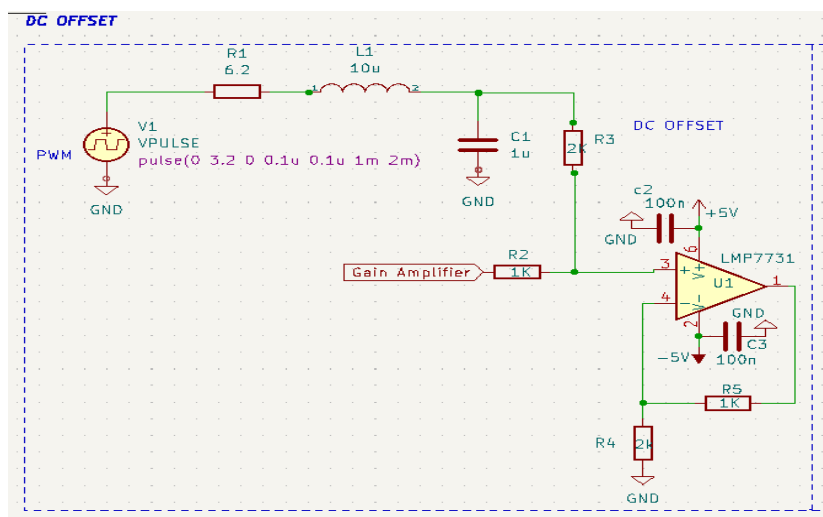 DC OFFSET
R1
6.2
L1
10u
1
2
V1
VPULSE
pulse(0 3.2 0 0.1u 0.1u 1m 2m)
PWM
GND
C1
1u
GND
R3
2K
DC OFFSET
c2
100n
GND
+5V
Gain Amplifier
R2
1K
LMP7731
U1
3
+
4
-
6
V+
2
V-
1
GND
C3
100n
-5V
R5
1K
R4
2k
GND